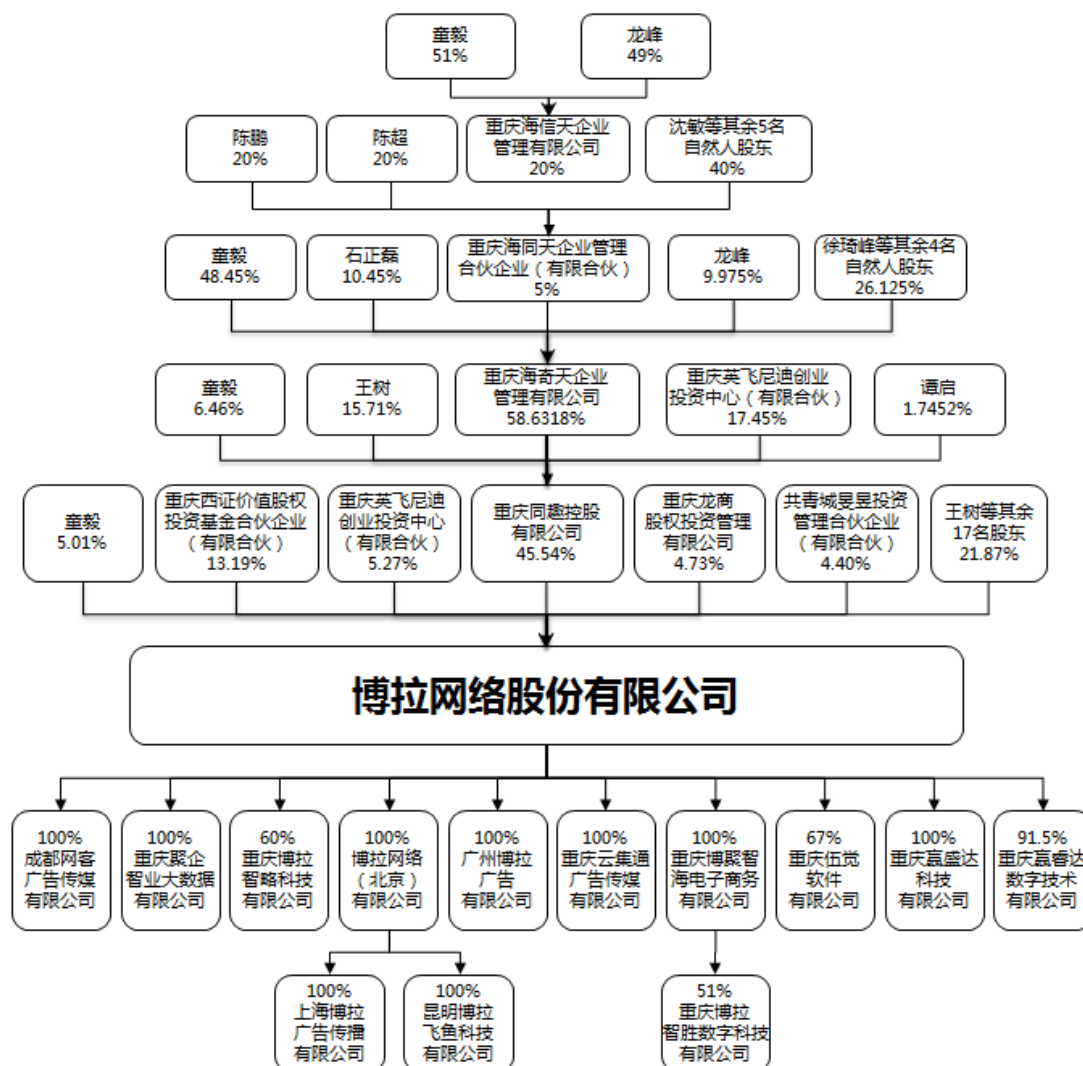 童毅
51%
龙峰
49%
陈鹏
20%
陈超
20%
重庆海信天企业
管理有限公司
20%
沈敏等其余5名
自然人股东
40%
童毅
48.45%
石正磊
10.45%
重庆海同天企业管理
合伙企业（有限合伙）
5%
龙峰
9.975%
徐琦峰等其余4名
自然人股东
26.125%
童毅
6.46%
王树
15.71%
重庆海奇天企业
管理有限公司
58.6318%
重庆英飞尼迪创业
投资中心（有限合伙）
17.45%
谭启
1.7452%
童毅
5.01%
重庆西证价值股权
投资基金合伙企业
（有限合伙）
13.19%
重庆英飞尼迪
创业投资中心
（有限合伙）
5.27%
重庆同趣控股
有限公司
45.54%
重庆龙商
股权投资管理
有限公司
4.73%
共青城旻昱投资
管理合伙企业
（有限合伙）
4.40%
王树等其余
17名股东
21.87%
博拉网络股份有限公司
100%
成都网客
广告传媒
有限公司
100%
重庆聚企
智业大数据
有限公司
60%
重庆博拉
智略科技
有限公司
100%
博拉网络
（北京）
有限公司
100%
广州博拉
广告
有限公司
100%
重庆云集通
广告传媒
有限公司
100%
重庆博聚智
海电子商务
有限公司
67%
重庆伍觉
软件
有限公司
100%
重庆赢盛达
科技
有限公司
91.5%
重庆赢睿达
数字技术
有限公司
100%
上海博拉
广告传播
有限公司
100%
昆明博拉
飞鱼科技
有限公司
51%
重庆博拉
智胜数字科技
有限公司